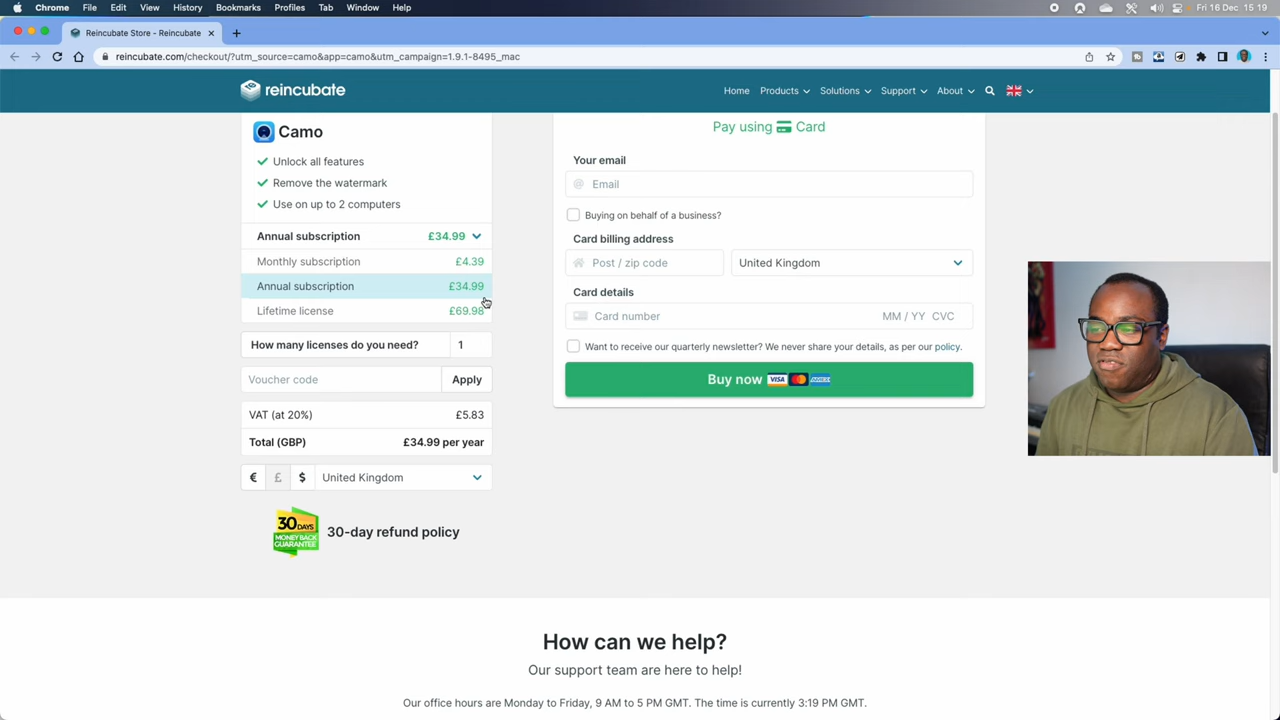 Chrome File Edit View History Bookmarks Profiles Tab Window Help Fri 16 Dec 15 19
Reincubate Store - Reincubate
reincubate.com/checkout/?utm_source=camo&app=camo&utm_campaign=1.9.1-8495_mac
reincubate Home Products Solutions Support About
Camo
Unlock all features
Remove the watermark
Use on up to 2 computers
Annual subscription £34.99
Monthly subscription £4.39
Annual subscription £34.99
Lifetime license £69.98
How many licenses do you need? 1
Voucher code Apply
VAT (at 20%) £5.83
Total (GBP) £34.99 per year
€ £ $ United Kingdom
30 DAYS
MONEY BACK
GUARANTEE
30-day refund policy
Pay using Card
Your email
@ Email
Buying on behalf of a business?
Card billing address
Post / zip code United Kingdom
Card details
Card number MM / YY CVC
Want to receive our quarterly newsletter? We never share your details, as per our policy.
Buy now VISA AMEX
How can we help?
Our support team are here to help!
Our office hours are Monday to Friday, 9 AM to 5 PM GMT. The time is currently 3:19 PM GMT.